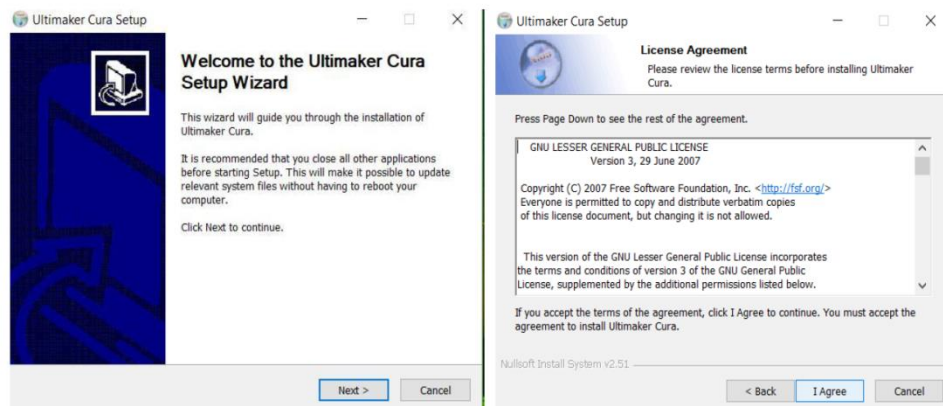 Ultimaker Cura Setup
Welcome to the Ultimaker Cura
Setup Wizard
This wizard will guide you through the installation of
Ultimaker Cura.
It is recommended that you close all other applications
before starting Setup. This will make it possible to update
relevant system files without having to reboot your
computer.
Click Next to continue.
Next >
Cancel
Ultimaker Cura Setup
License Agreement
Please review the license terms before installing Ultimaker
Cura.
Press Page Down to see the rest of the agreement.
GNU LESSER GENERAL PUBLIC LICENSE
Version 3, 29 June 2007
Copyright (C) 2007 Free Software Foundation, Inc. <http://fsf.org/>
Everyone is permitted to copy and distribute verbatim copies
of this license document, but changing it is not allowed.
This version of the GNU Lesser General Public License incorporates
the terms and conditions of version 3 of the GNU General Public
License, supplemented by the additional permissions listed below.
If you accept the terms of the agreement, click I Agree to continue. You must accept the
agreement to install Ultimaker Cura.
Nullsoft Install System v2.51
< Back
I Agree
Cancel